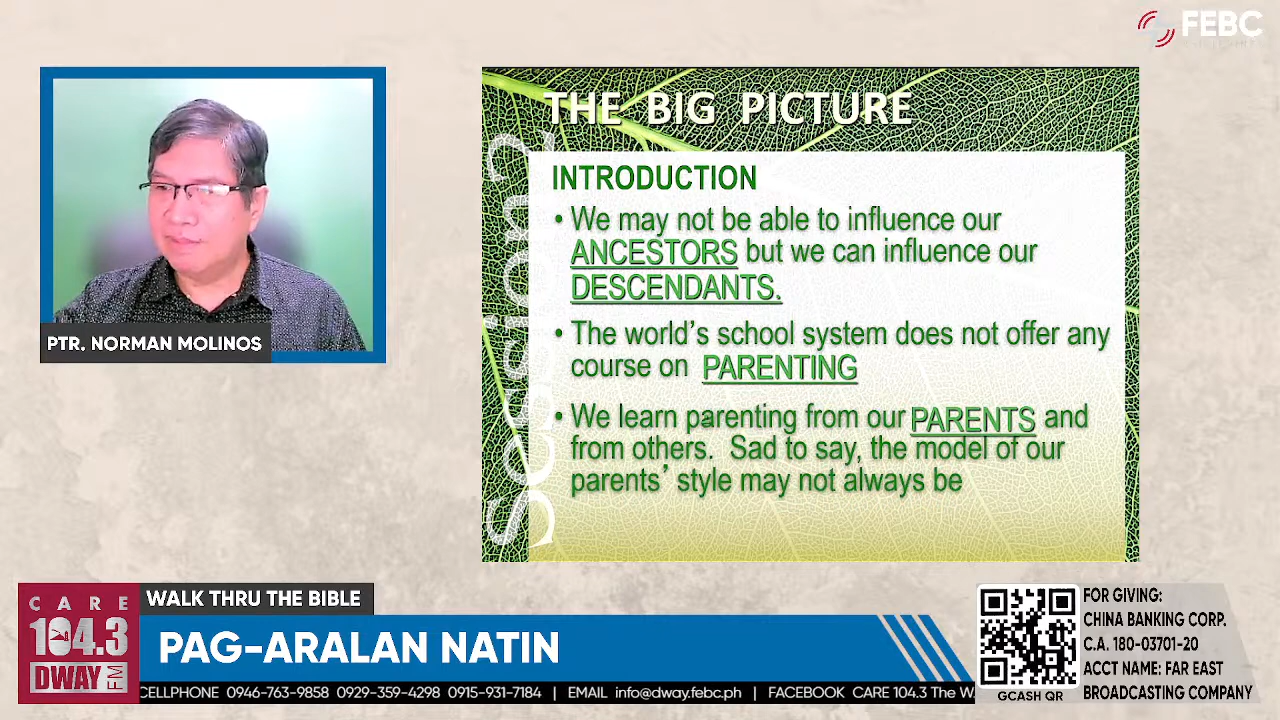 FEBC
THE BIG PICTURE
Session 2
INTRODUCTION
• We may not be able to influence our
ANCESTORS but we can influence our
DESCENDANTS.
• The world's school system does not offer any
course on PARENTING
• We learn parenting from our PARENTS and
from others. Sad to say, the model of our
parents' style may not always be
PTR. NORMAN MOLINOS
CARE
104.3
DWAY FM
WALK THRU THE BIBLE
PAG-ARALAN NATIN
CELLPHONE 0946-763-9858 0929-359-4298 0915-931-7184 | EMAIL info@dway.febc.ph | FACEBOOK CARE 104.3 The W
GCASH QR
FOR GIVING:
CHINA BANKING CORP.
C.A. 180-03701-20
ACCT NAME: FAR EAST
BROADCASTING COMPANY